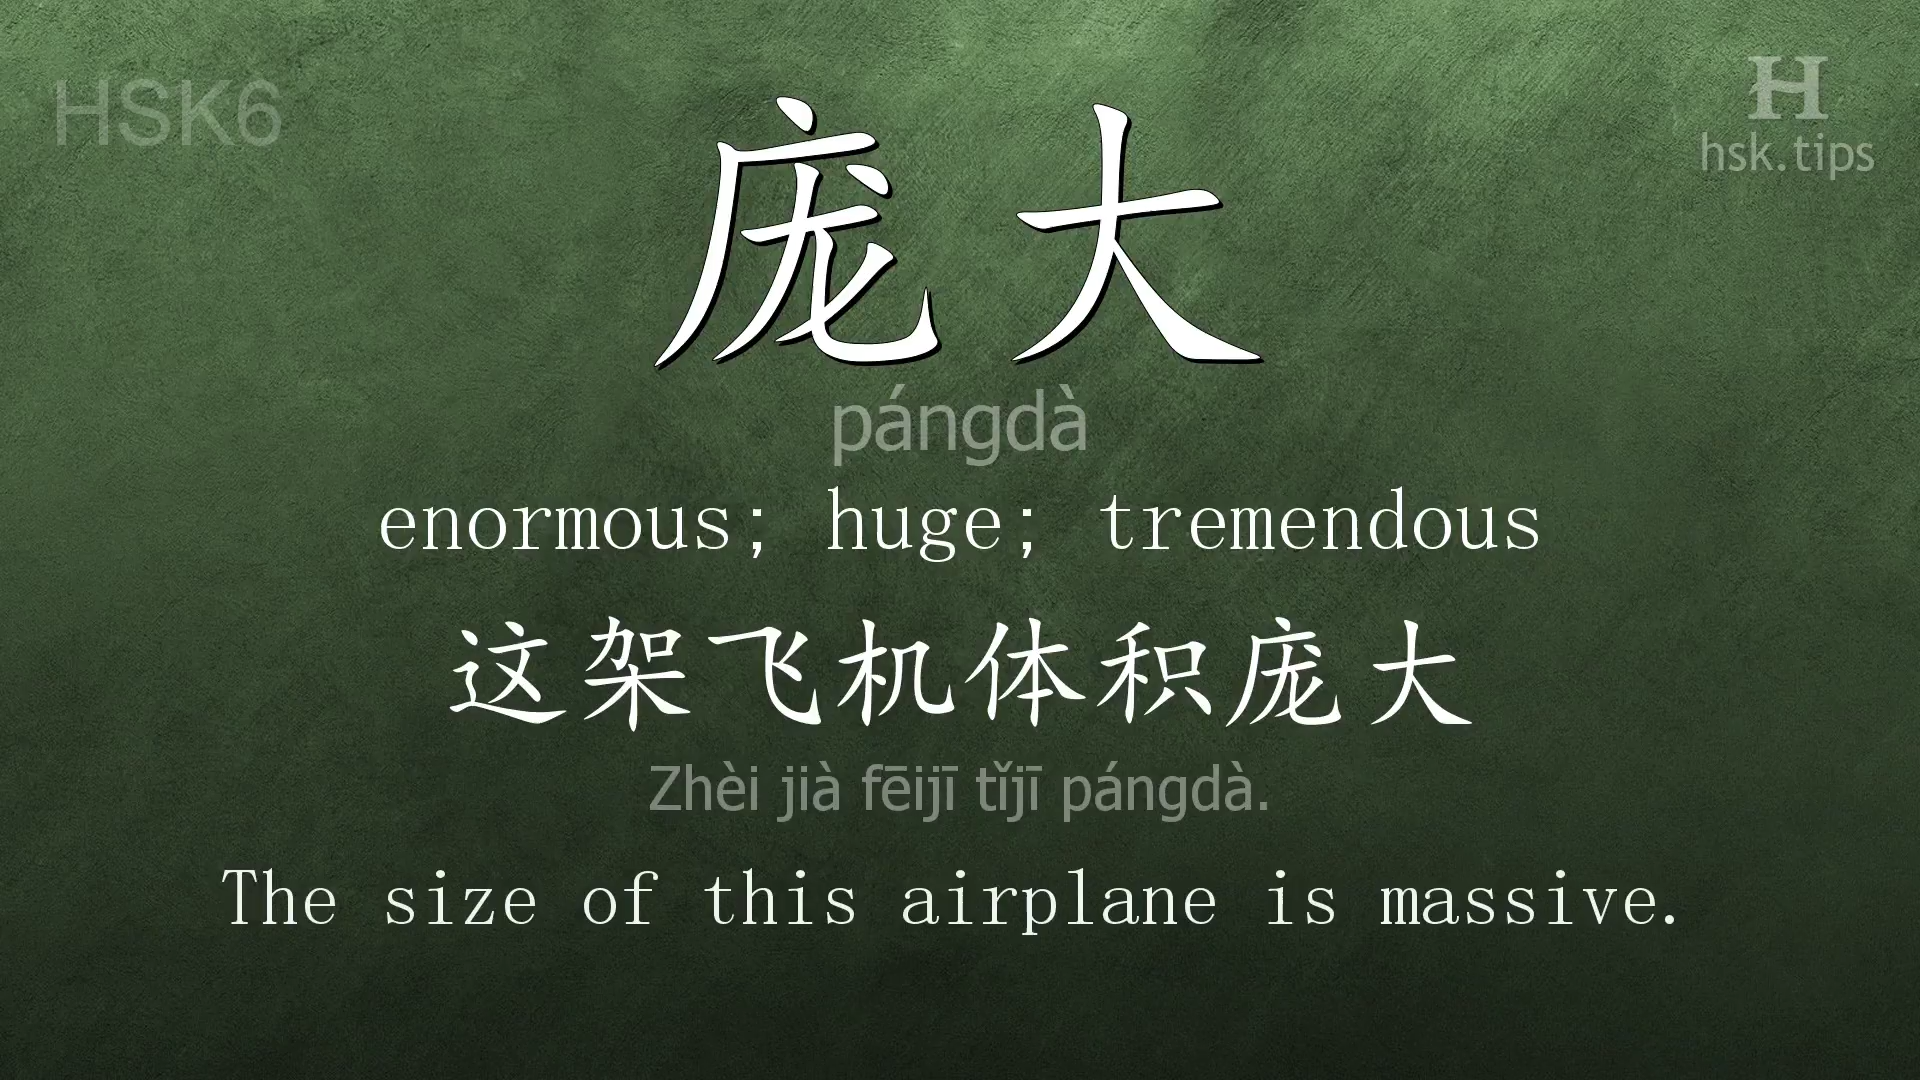 HSK6
H
hsk.tips
庞大
pángdà
enormous; huge; tremendous
这架飞机体积庞大
Zhèi jià fēijī tǐjī pángdà.
The size of this airplane is massive.